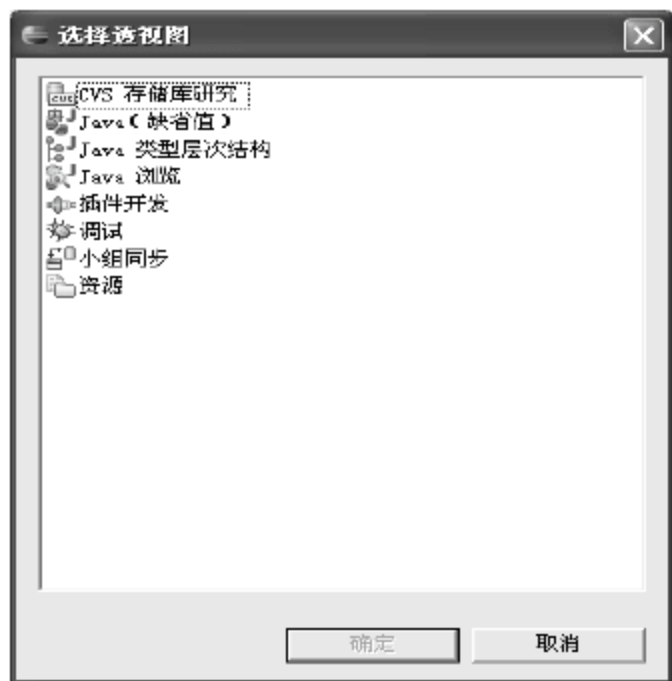 选择透视图
CVS 存储库研究
Java(缺省值)
Java 类型层次结构
Java 浏览
插件开发
调试
小组同步
资源
确定
取消